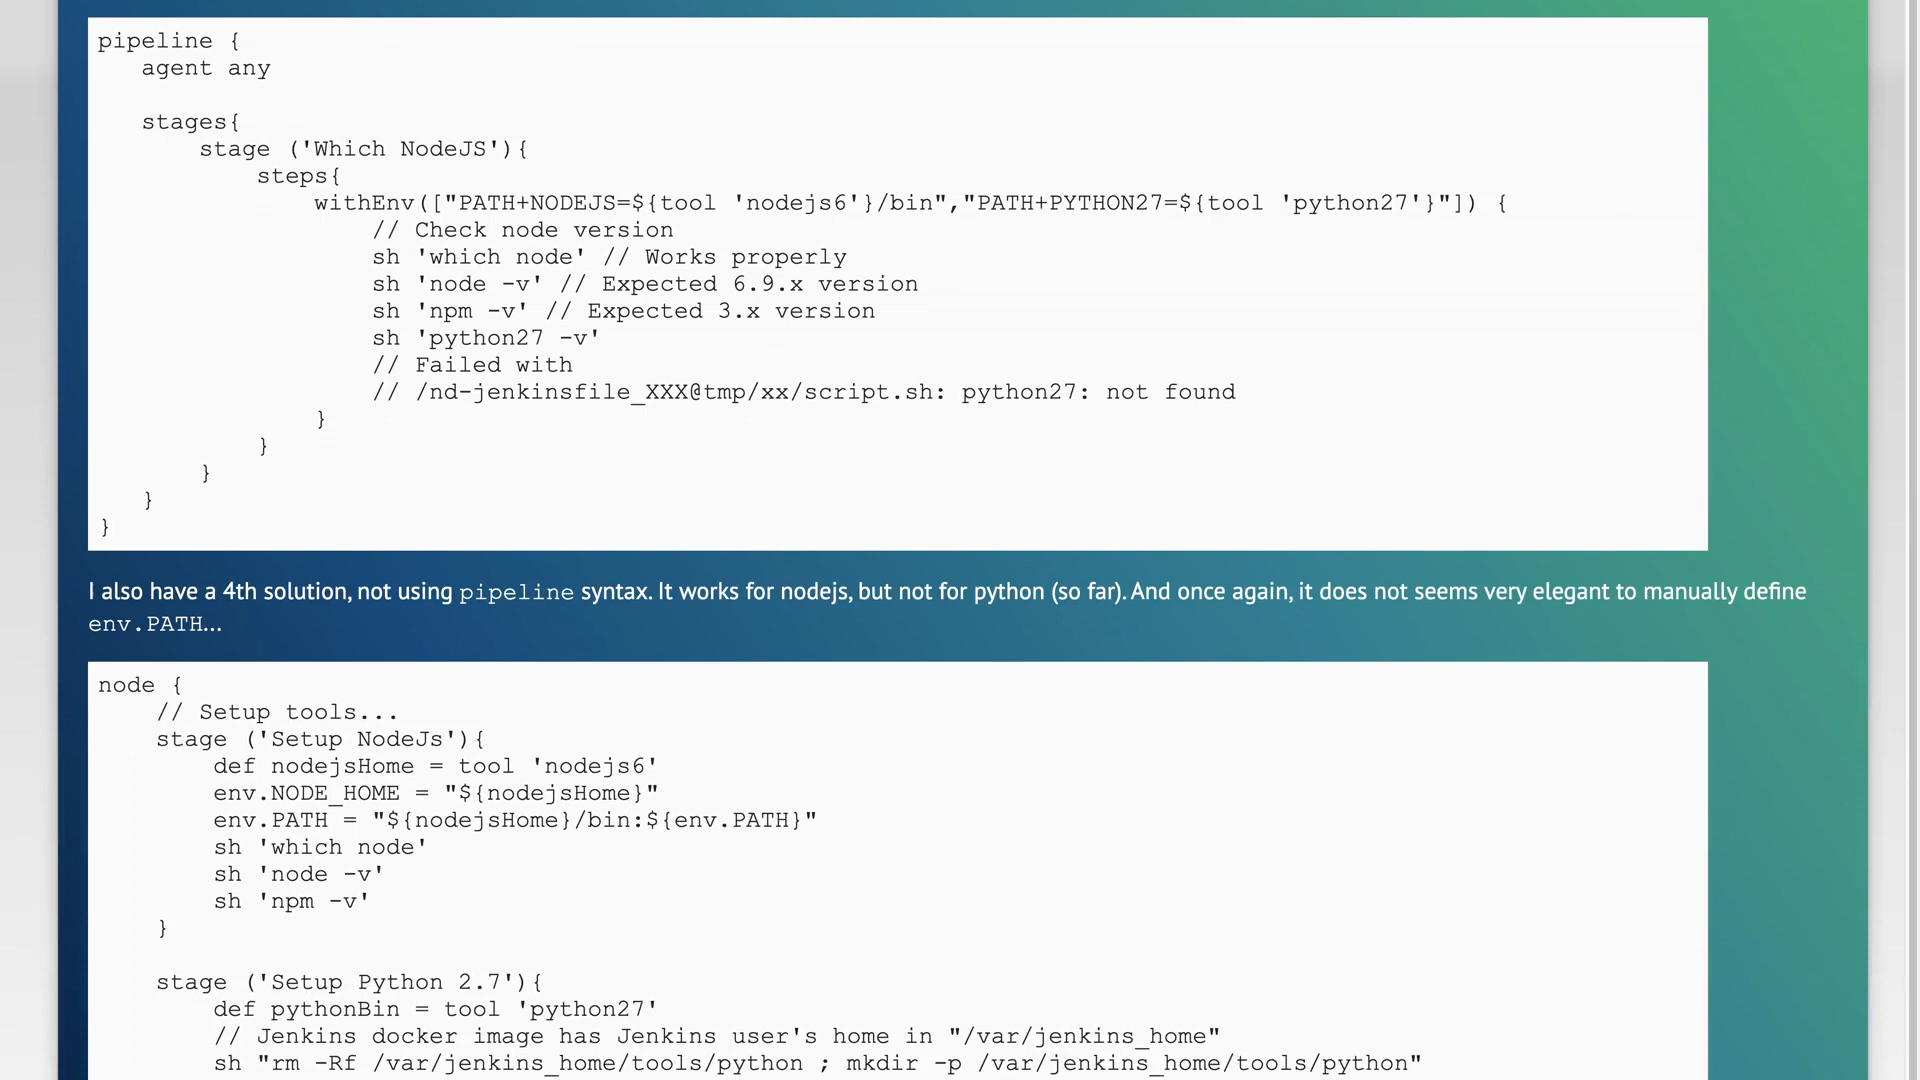 pipeline {
agent any
stages{
stage ('Which NodeJS'){
steps{
withEnv(["PATH+NODEJS=${tool 'nodejs6'}/bin","PATH+PYTHON27=${tool 'python27'}"]) {
// Check node version
sh 'which node' // Works properly
sh 'node -v' // Expected 6.9.x version
sh 'npm -v' // Expected 3.x version
sh 'python27 -v'
// Failed with
// /nd-jenkinsfile_XXX@tmp/xx/script.sh: python27: not found
}
}
}
}
}
I also have a 4th solution, not using pipeline syntax. It works for nodejs, but not for python (so far). And once again, it does not seems very elegant to manually define
env.PATH...
node {
// Setup tools...
stage ('Setup NodeJs'){
def nodejsHome = tool 'nodejs6'
env.NODE_HOME = "${nodejsHome}"
env.PATH = "${nodejsHome}/bin:${env.PATH}"
sh 'which node'
sh 'node -v'
sh 'npm -v'
}
stage ('Setup Python 2.7'){
def pythonBin = tool 'python27'
// Jenkins docker image has Jenkins user's home in "/var/jenkins_home"
sh "rm -Rf /var/jenkins_home/tools/python ; mkdir -p /var/jenkins_home/tools/python"